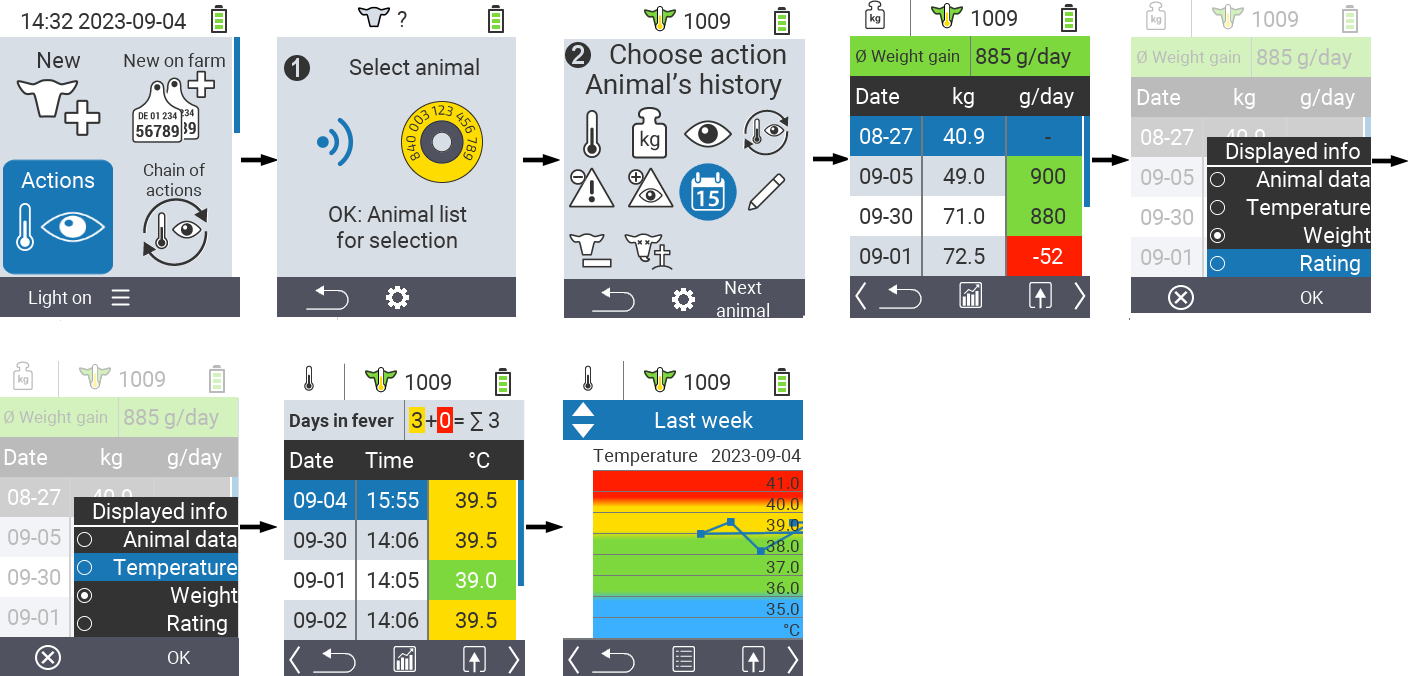 14:32 2023-09-04
New
New on farm
DE 01 234
234
56789
89
Actions
Chain of
actions
Light on
?
1
Select animal
840 003 123 456 789
OK: Animal list
for selection
1009
2 Choose action
Animal's history
kg
15
Next
animal
kg
1009
Ø Weight gain 885 g/day
Date kg g/day
08-27 40.9 -
09-05 49.0 900
09-30 71.0 880
09-01 72.5 -52
kg
1009
Ø Weight gain 885 g/day
Date kg g/day
08-27 40.9
09-05
09-30
09-01
Displayed info
Animal data
Temperature
Weight
Rating
OK
kg
1009
Ø Weight gain 885 g/day
Date kg g/day
08-27 40.9
09-05
09-30
09-01
Displayed info
Animal data
Temperature
Weight
Rating
OK
1009
Days in fever 3+0= ∑ 3
Date Time °C
09-04 15:55 39.5
09-30 14:06 39.5
09-01 14:05 39.0
09-02 14:06 39.5
1009
Last week
Temperature 2023-09-04
41.0
40.0
39.0
38.0
37.0
36.0
35.0
°C